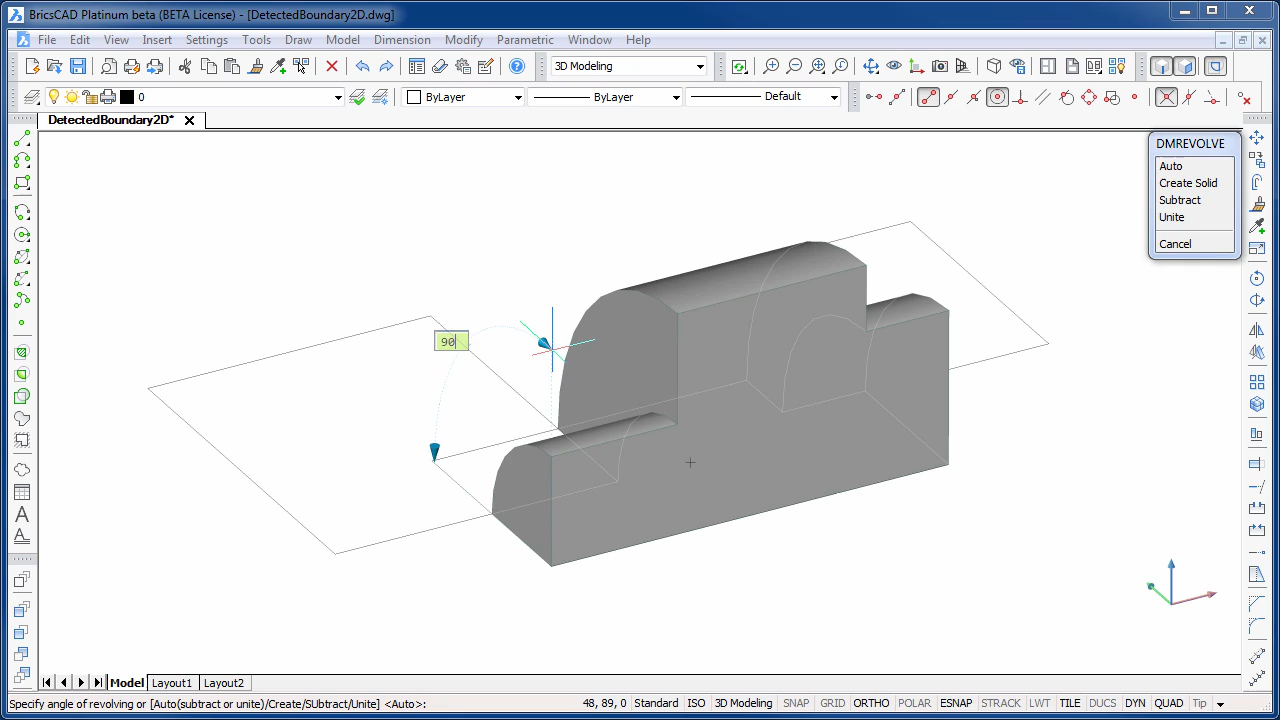 BricsCAD Platinum beta (BETA License) - [DetectedBoundary2D.dwg]
File Edit View Insert Settings Tools Draw Model Dimension Modify Parametric Window Help
3D Modeling
0 ByLayer ByLayer Default
DetectedBoundary2D*
DMREVOLVE
Auto
Create Solid
Subtract
Unite
Cancel
90
Model Layout1 Layout2
Specify angle of revolving or [Auto(subtract or unite)/Create/SUbtract/Unite] <Auto>: 48, 89, 0 Standard ISO 3D Modeling SNAP GRID ORTHO POLAR ESNAP STRACK LWT TILE DUCS DYN QUAD Tip